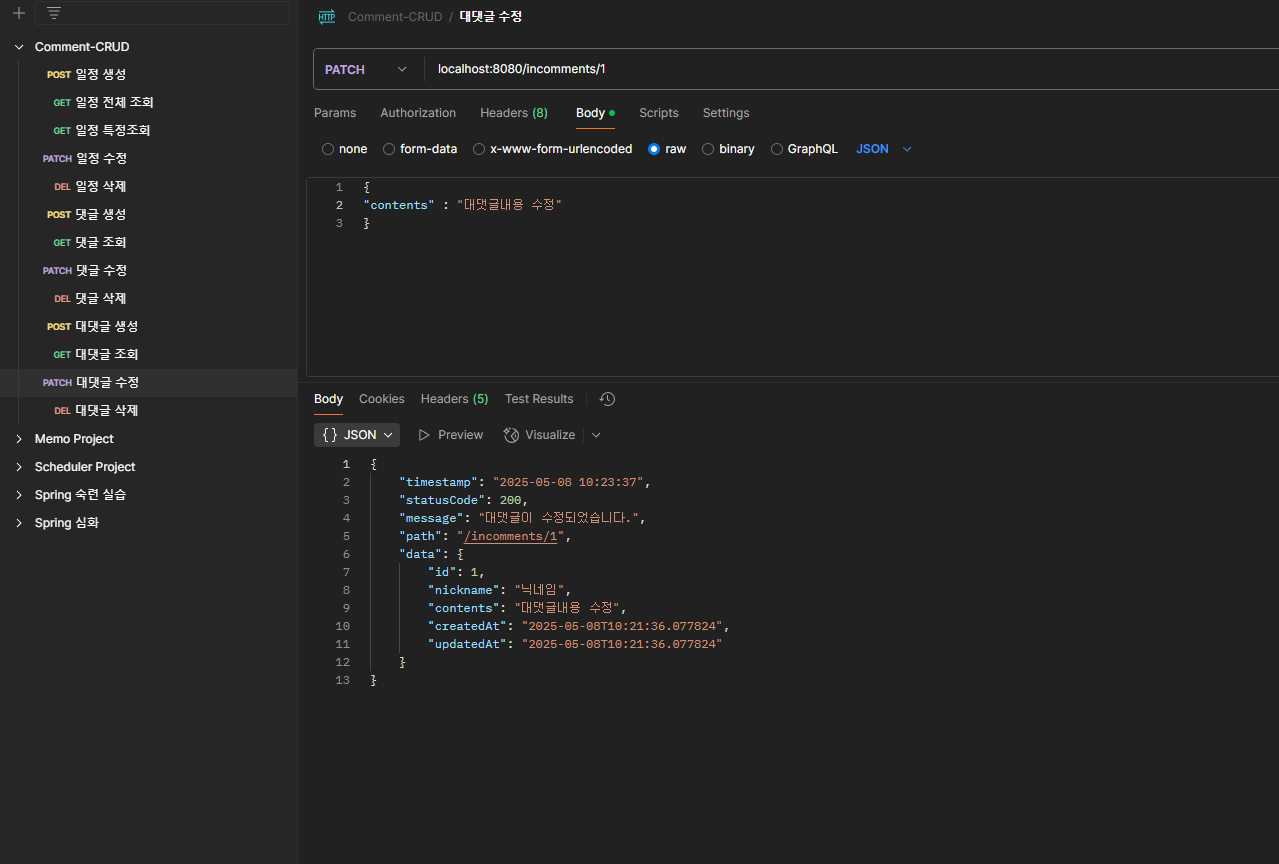 Comment-CRUD
POST 일정 생성
GET 일정 전체 조회
GET 일정 특정조회
PATCH 일정 수정
DEL 일정 삭제
POST 댓글 생성
GET 댓글 조회
PATCH 댓글 수정
DEL 댓글 삭제
POST 대댓글 생성
GET 대댓글 조회
PATCH 대댓글 수정
DEL 대댓글 삭제
Memo Project
Scheduler Project
Spring 숙련 실습
Spring 심화
HTTP Comment-CRUD / 대댓글 수정
PATCH localhost:8080/incomments/1
Params Authorization Headers (8) Body Scripts Settings
none form-data x-www-form-urlencoded raw binary GraphQL JSON
1 {
2 "contents" : "대댓글내용 수정"
3 }
Body Cookies Headers (5) Test Results
{} JSON Preview Visualize
1 {
2 "timestamp": "2025-05-08 10:23:37",
3 "statusCode": 200,
4 "message": "대댓글이 수정되었습니다.",
5 "path": "/incomments/1",
6 "data": {
7 "id": 1,
8 "nickname": "닉네임",
9 "contents": "대댓글내용 수정",
10 "createdAt": "2025-05-08T10:21:36.077824",
11 "updatedAt": "2025-05-08T10:21:36.077824"
12 }
13 }